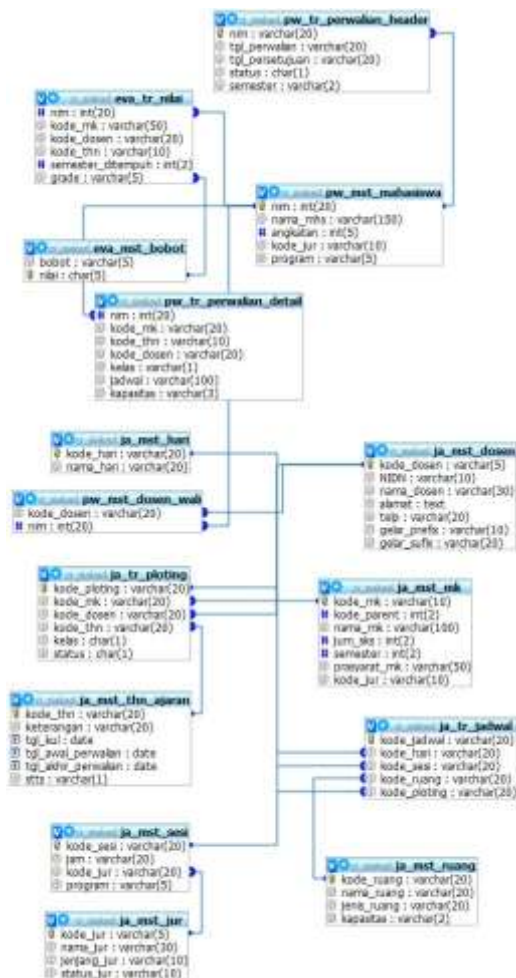 pw_tr_perwalian_header
nim : varchar(20)
tgl_perwalian : varchar(20)
tgl_persetujuan : varchar(20)
status : char(1)
semester : varchar(2)
eva_tr_nilai
nim : int(20)
kode_mk : varchar(50)
kode_dosen : varchar(20)
kode_thn : varchar(10)
semester_ditempuh : int(2)
grade : varchar(5)
pw_mst_mahasiswa
nim : int(20)
nama_mhs : varchar(150)
angkatan : int(5)
kode_jur : varchar(10)
program : varchar(5)
eva_mst_bobot
bobot : varchar(5)
nilai : char(5)
pw_tr_perwalian_detail
nim : int(20)
kode_mk : varchar(20)
kode_thn : varchar(10)
kode_dosen : varchar(20)
kelas : varchar(1)
jadwal : varchar(100)
kapasitas : varchar(3)
ja_mst_hari
kode_hari : varchar(20)
nama_hari : varchar(20)
ja_mst_dosen
kode_dosen : varchar(5)
NIDN : varchar(10)
nama_dosen : varchar(30)
alamat : text
telp : varchar(20)
gelar_prefix : varchar(10)
gelar_sufix : varchar(20)
pw_mst_dosen_wali
kode_dosen : varchar(20)
nim : int(20)
ja_tr_ploting
kode_ploting : varchar(20)
kode_mk : varchar(20)
kode_dosen : varchar(20)
kode_thn : varchar(20)
kelas : char(1)
status : char(1)
ja_mst_mk
kode_mk : varchar(10)
kode_parent : int(2)
nama_mk : varchar(100)
jum_sks : int(2)
semester : int(2)
prasyarat_mk : varchar(50)
kode_jur : varchar(10)
ja_mst_thn_ajaran
kode_thn : varchar(20)
keterangan : varchar(20)
tgl_kul : date
tgl_awal_perwalian : date
tgl_akhir_perwalian : date
stts : varchar(1)
ja_tr_jadwal
kode_jadwal : varchar(20)
kode_hari : varchar(20)
kode_sesi : varchar(20)
kode_ruang : varchar(20)
kode_ploting : varchar(20)
ja_mst_sesi
kode_sesi : varchar(20)
jam : varchar(20)
kode_jur : varchar(20)
program : varchar(5)
ja_mst_ruang
kode_ruang : varchar(20)
nama_ruang : varchar(20)
jenis_ruang : varchar(20)
kapasitas : varchar(2)
ja_mst_jur
kode_jur : varchar(5)
nama_jur : varchar(30)
jenjang_jur : varchar(10)
status_jur : varchar(10)